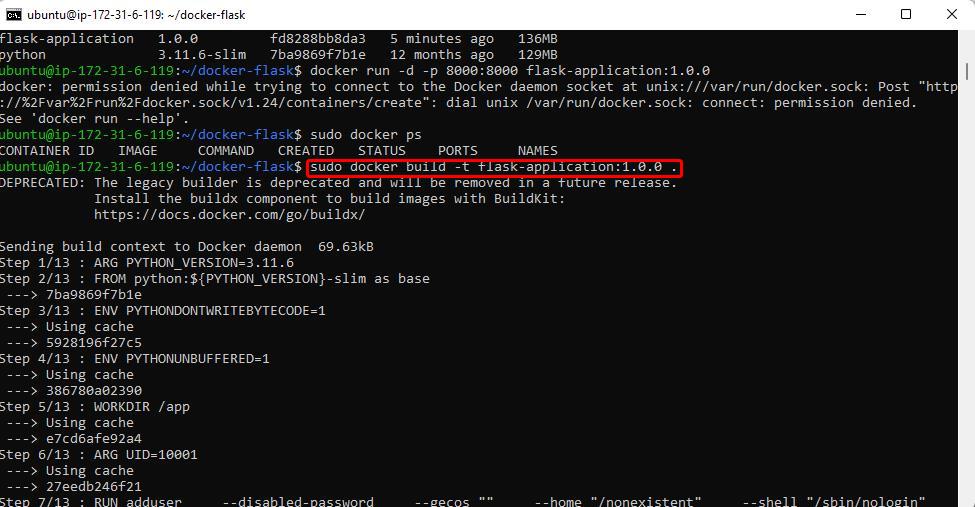 ubuntu@ip-172-31-6-119: ~/docker-flask
flask-application   1.0.0         fd8288bb8da3   5 minutes ago   136MB
python              3.11.6-slim   7ba9869f7b1e   12 months ago   129MB
ubuntu@ip-172-31-6-119:~/docker-flask$ docker run -d -p 8000:8000 flask-application:1.0.0
docker: permission denied while trying to connect to the Docker daemon socket at unix:///var/run/docker.sock: Post "http
://%2Fvar%2Frun%2Fdocker.sock/v1.24/containers/create": dial unix /var/run/docker.sock: connect: permission denied.
See 'docker run --help'.
ubuntu@ip-172-31-6-119:~/docker-flask$ sudo docker ps
CONTAINER ID   IMAGE     COMMAND   CREATED   STATUS    PORTS     NAMES
ubuntu@ip-172-31-6-119:~/docker-flask$ sudo docker build -t flask-application:1.0.0 .
DEPRECATED: The legacy builder is deprecated and will be removed in a future release.
            Install the buildx component to build images with BuildKit:
            https://docs.docker.com/go/buildx/
Sending build context to Docker daemon  69.63kB
Step 1/13 : ARG PYTHON_VERSION=3.11.6
Step 2/13 : FROM python:${PYTHON_VERSION}-slim as base
 ---> 7ba9869f7b1e
Step 3/13 : ENV PYTHONDONTWRITEBYTECODE=1
 ---> Using cache
 ---> 5928196f27c5
Step 4/13 : ENV PYTHONUNBUFFERED=1
 ---> Using cache
 ---> 386780a02390
Step 5/13 : WORKDIR /app
 ---> Using cache
 ---> e7cd6afe92a4
Step 6/13 : ARG UID=10001
 ---> Using cache
 ---> 27eedb246f21
Step 7/13 : RUN adduser     --disabled-password     --gecos ""     --home "/nonexistent"     --shell "/sbin/nologin"